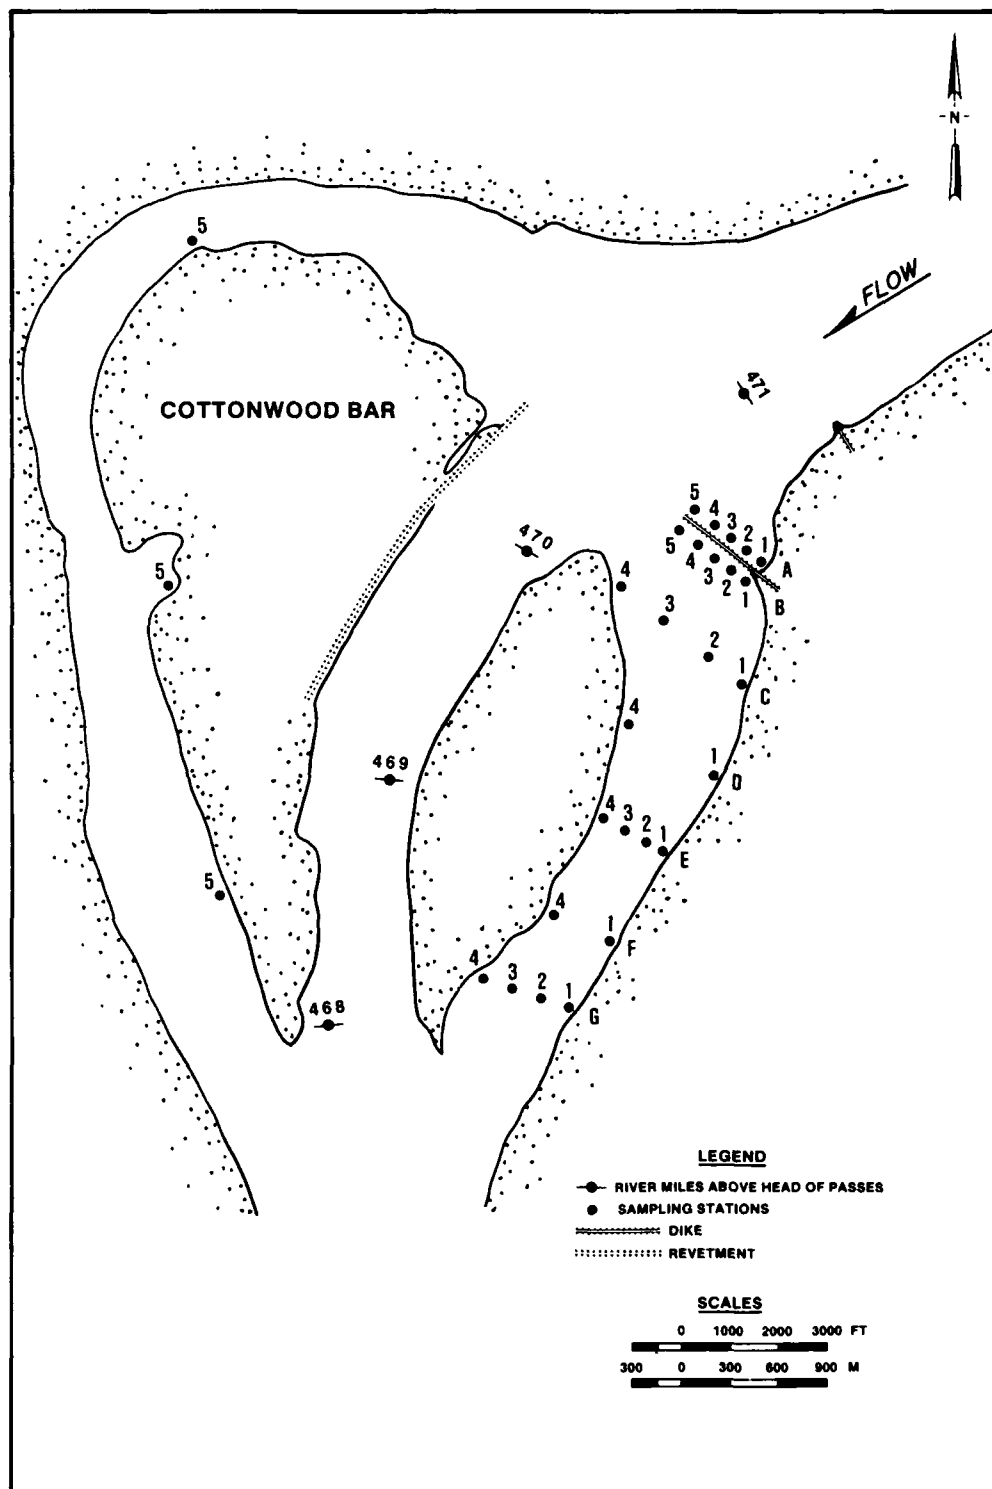 -N-
5
FLOW
471
COTTONWOOD BAR
5
4
3
2
1
A
5
4
3
2
1
B
470
4
3
2
1
C
5
4
1
D
469
4
3
2
1
E
5
4
1
F
4
3
2
1
G
468
LEGEND
RIVER MILES ABOVE HEAD OF PASSES
SAMPLING STATIONS
DIKE
REVETMENT
SCALES
0 1000 2000 3000 FT
300 0 300 600 900 M